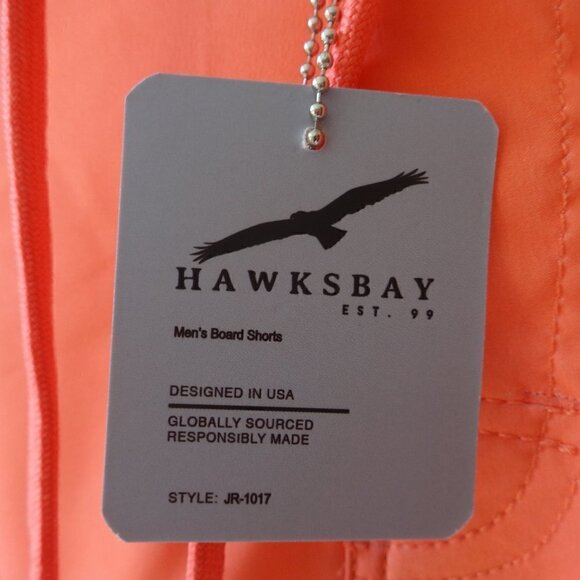 HAWKSBAY
EST. 99
Men's Board Shorts
DESIGNED IN USA
GLOBALLY SOURCED
RESPONSIBLY MADE
STYLE: JR-1017